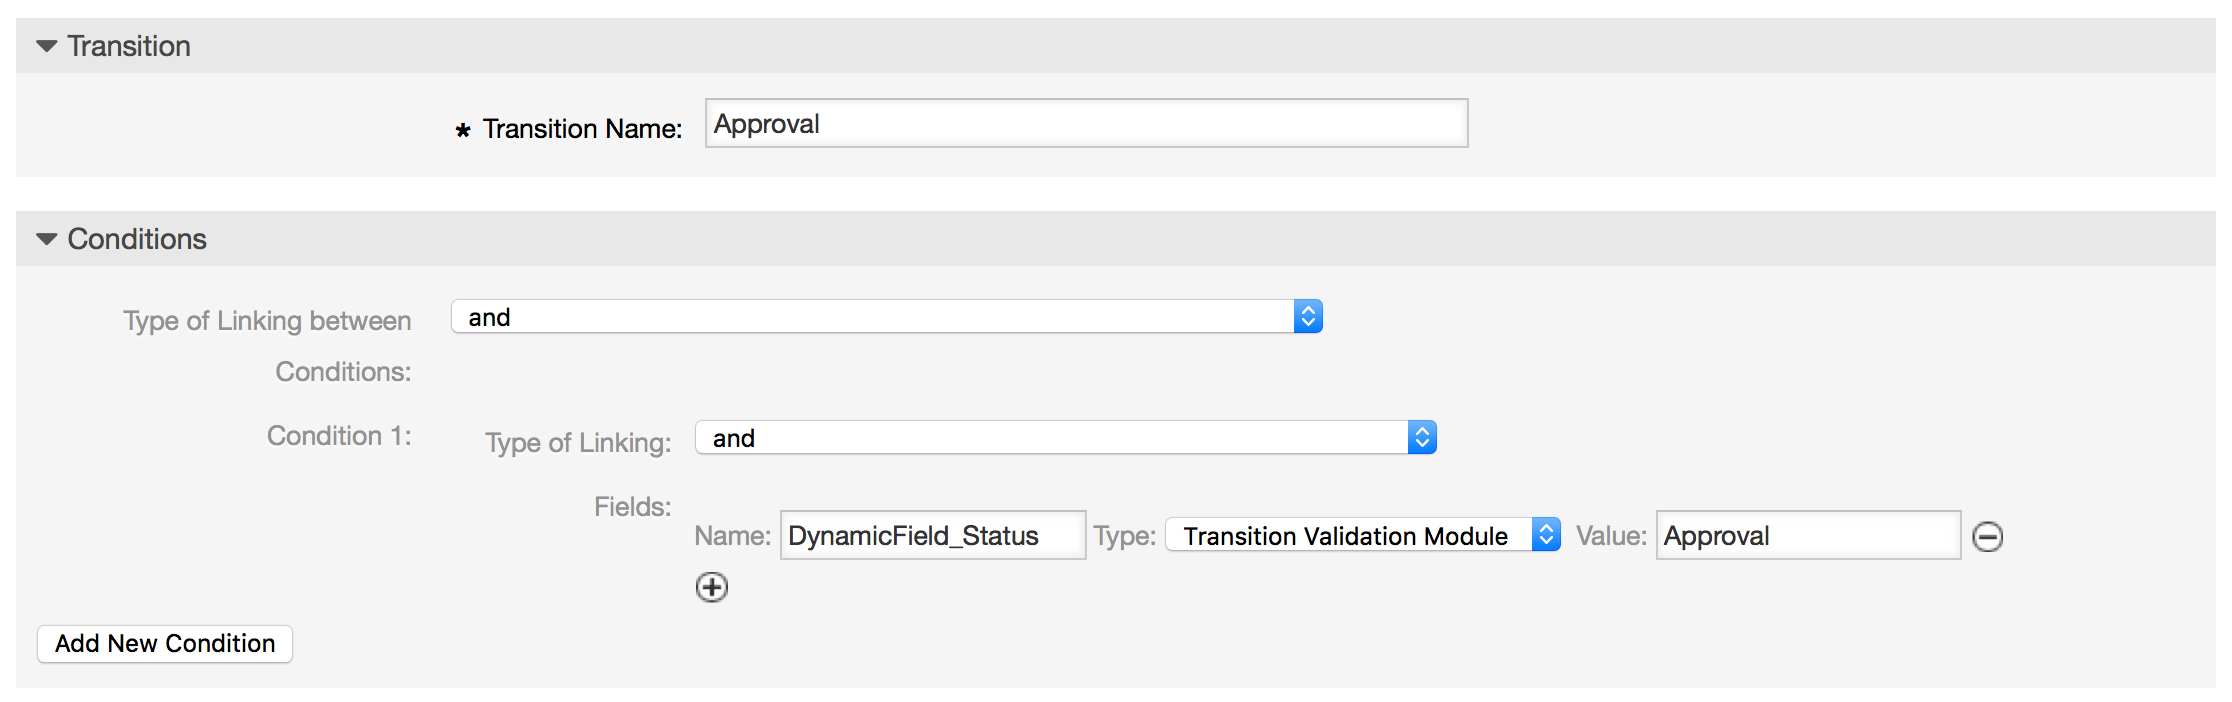 Transition
* Transition Name: Approval
Conditions
Type of Linking between and
Conditions:
Condition 1: Type of Linking: and
Fields:
Name: DynamicField_Status Type: Transition Validation Module Value: Approval
Add New Condition